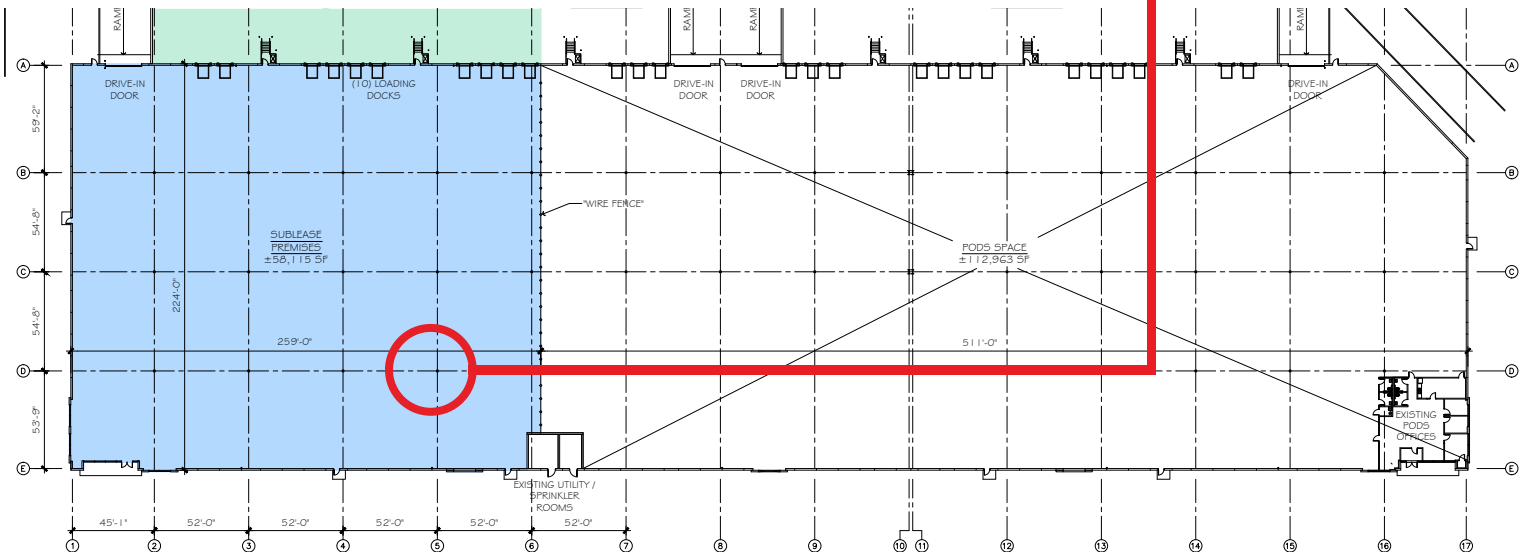 RAMP
RAMP
RAMP
RAMP
A
A
DRIVE-IN
DOOR
(10) LOADING
DOCKS
DRIVE-IN
DOOR
DRIVE-IN
DOOR
DRIVE-IN
DOOR
59'-2"
B
B
"WIRE FENCE"
54'-8"
SUBLEASE
PREMISES
±58,115 SF
PODS SPACE
±112,963 SF
C
C
224'-0"
54'-8"
259'-0"
511'-0"
D
D
53'-9"
EXISTING
PODS
OFFICES
E
E
EXISTING UTILITY /
SPRINKLER
ROOMS
45'-1"
52'-0"
52'-0"
52'-0"
52'-0"
52'-0"
1
2
3
4
5
6
7
8
9
10
11
12
13
14
15
16
17